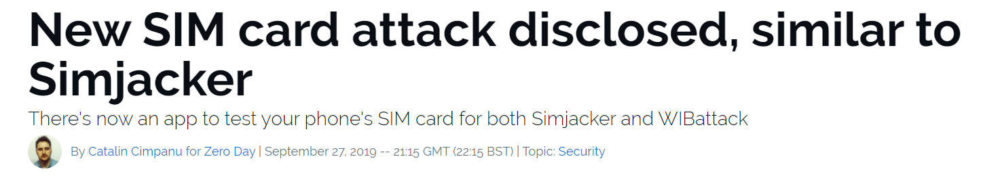 New SIM card attack disclosed, similar to
Simjacker
There's now an app to test your phone's SIM card for both Simjacker and WIBattack
By Catalin Cimpanu for Zero Day | September 27, 2019 -- 21:15 GMT (22:15 BST) | Topic: Security